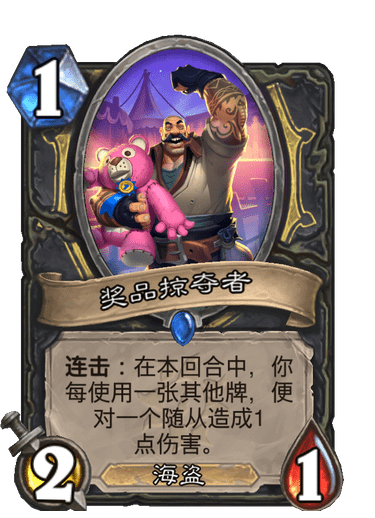 1
奖品掠夺者
连击：在本回合中，你
每使用一张其他牌，便
对一个随从造成1
点伤害。
2
海盗
1